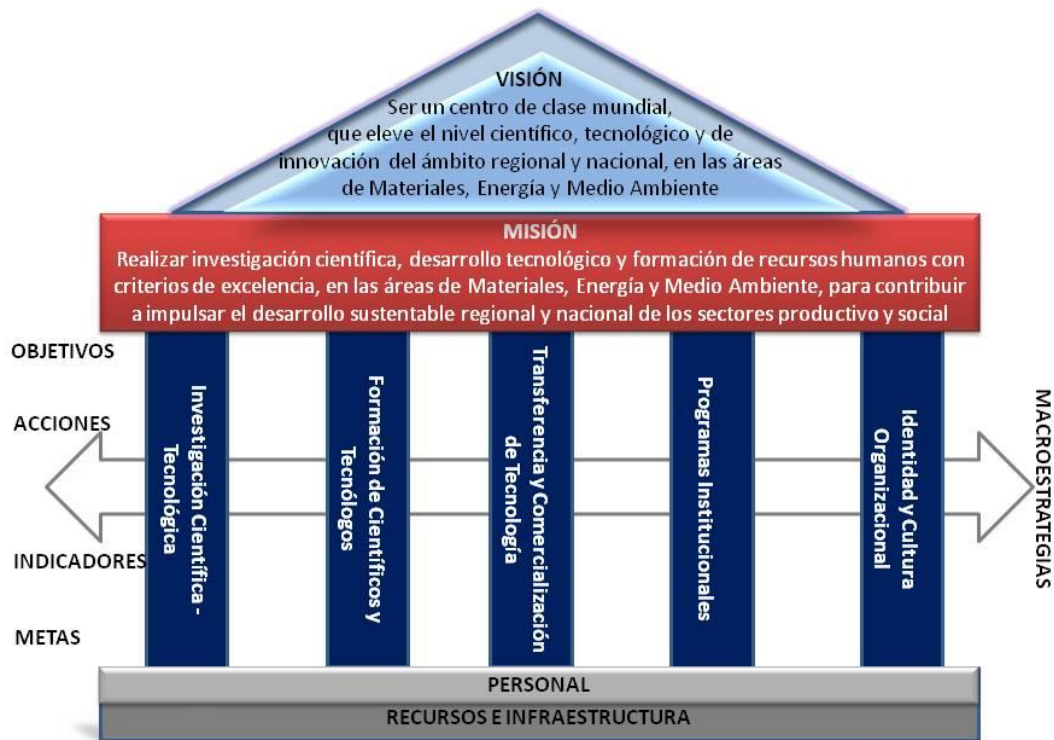 VISIÓN
Ser un centro de clase mundial,
que eleve el nivel científico, tecnológico y de
innovación del ámbito regional y nacional, en las áreas
de Materiales, Energía y Medio Ambiente
MISIÓN
Realizar investigación científica, desarrollo tecnológico y formación de recursos humanos con
criterios de excelencia, en las áreas de Materiales, Energía y Medio Ambiente, para contribuir
a impulsar el desarrollo sustentable regional y nacional de los sectores productivo y social
OBJETIVOS
ACCIONES
INDICADORES
METAS
Investigación Científica -
Tecnológica
Formación de Científicos y
Tecnólogos
Transferencia y Comercialización
de Tecnología
Programas Institucionales
Identidad y Cultura
Organizacional
MACROESTRATEGIAS
PERSONAL
RECURSOS E INFRAESTRUCTURA